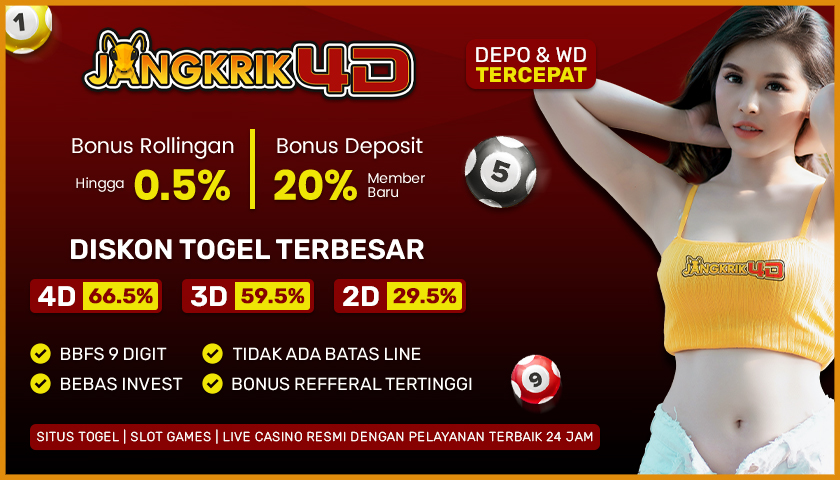 1
JANGKRIK4D
DEPO & WD
TERCEPAT
Bonus Rollingan
Hingga 0.5%
Bonus Deposit
20% Member Baru
5
DISKON TOGEL TERBESAR
4D 66.5% 3D 59.5% 2D 29.5%
BBFS 9 DIGIT TIDAK ADA BATAS LINE
BEBAS INVEST BONUS REFFERAL TERTINGGI
9
SITUS TOGEL | SLOT GAMES | LIVE CASINO RESMI DENGAN PELAYANAN TERBAIK 24 JAM
JANGKRIK4D